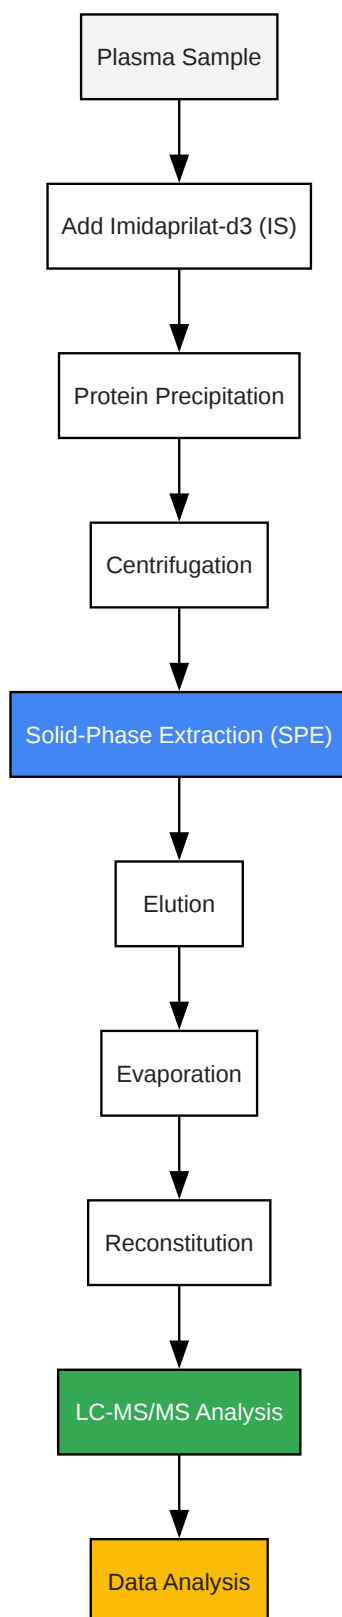 Plasma Sample
Add Imidaprilat-d3 (IS)
Protein Precipitation
Centrifugation
Solid-Phase Extraction (SPE)
Elution
Evaporation
Reconstitution
LC-MS/MS Analysis
Data Analysis